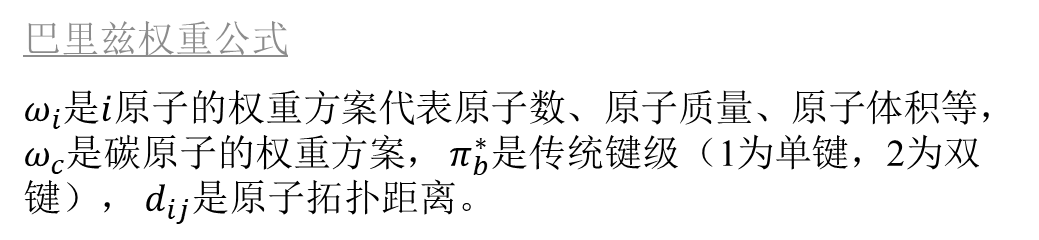 巴里兹权重公式
ωᵢ是i原子的权重方案代表原子数、原子质量、原子体积等，
ω꜀是碳原子的权重方案，π_b^*是传统键级（1为单键，2为双
键），d_ij是原子拓扑距离。